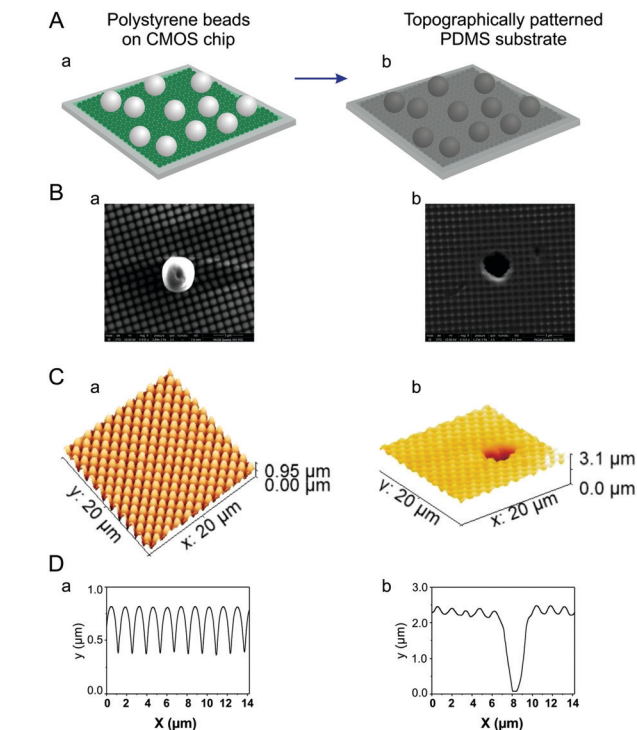 A
Polystyrene beads
on CMOS chip
Topographically patterned
PDMS substrate
a
b
B
a
b
C
a
b
0.95 µm
0.00 µm
y: 20 µm
x: 20 µm
3.1 µm
0.0 µm
y: 20 µm
x: 20 µm
D
a
b
1.0
0.5
0.0
y (µm)
0 2 4 6 8 10 12 14
X (µm)
3.0
2.0
1.0
0.0
y (µm)
0 2 4 6 8 10 12 14
X (µm)